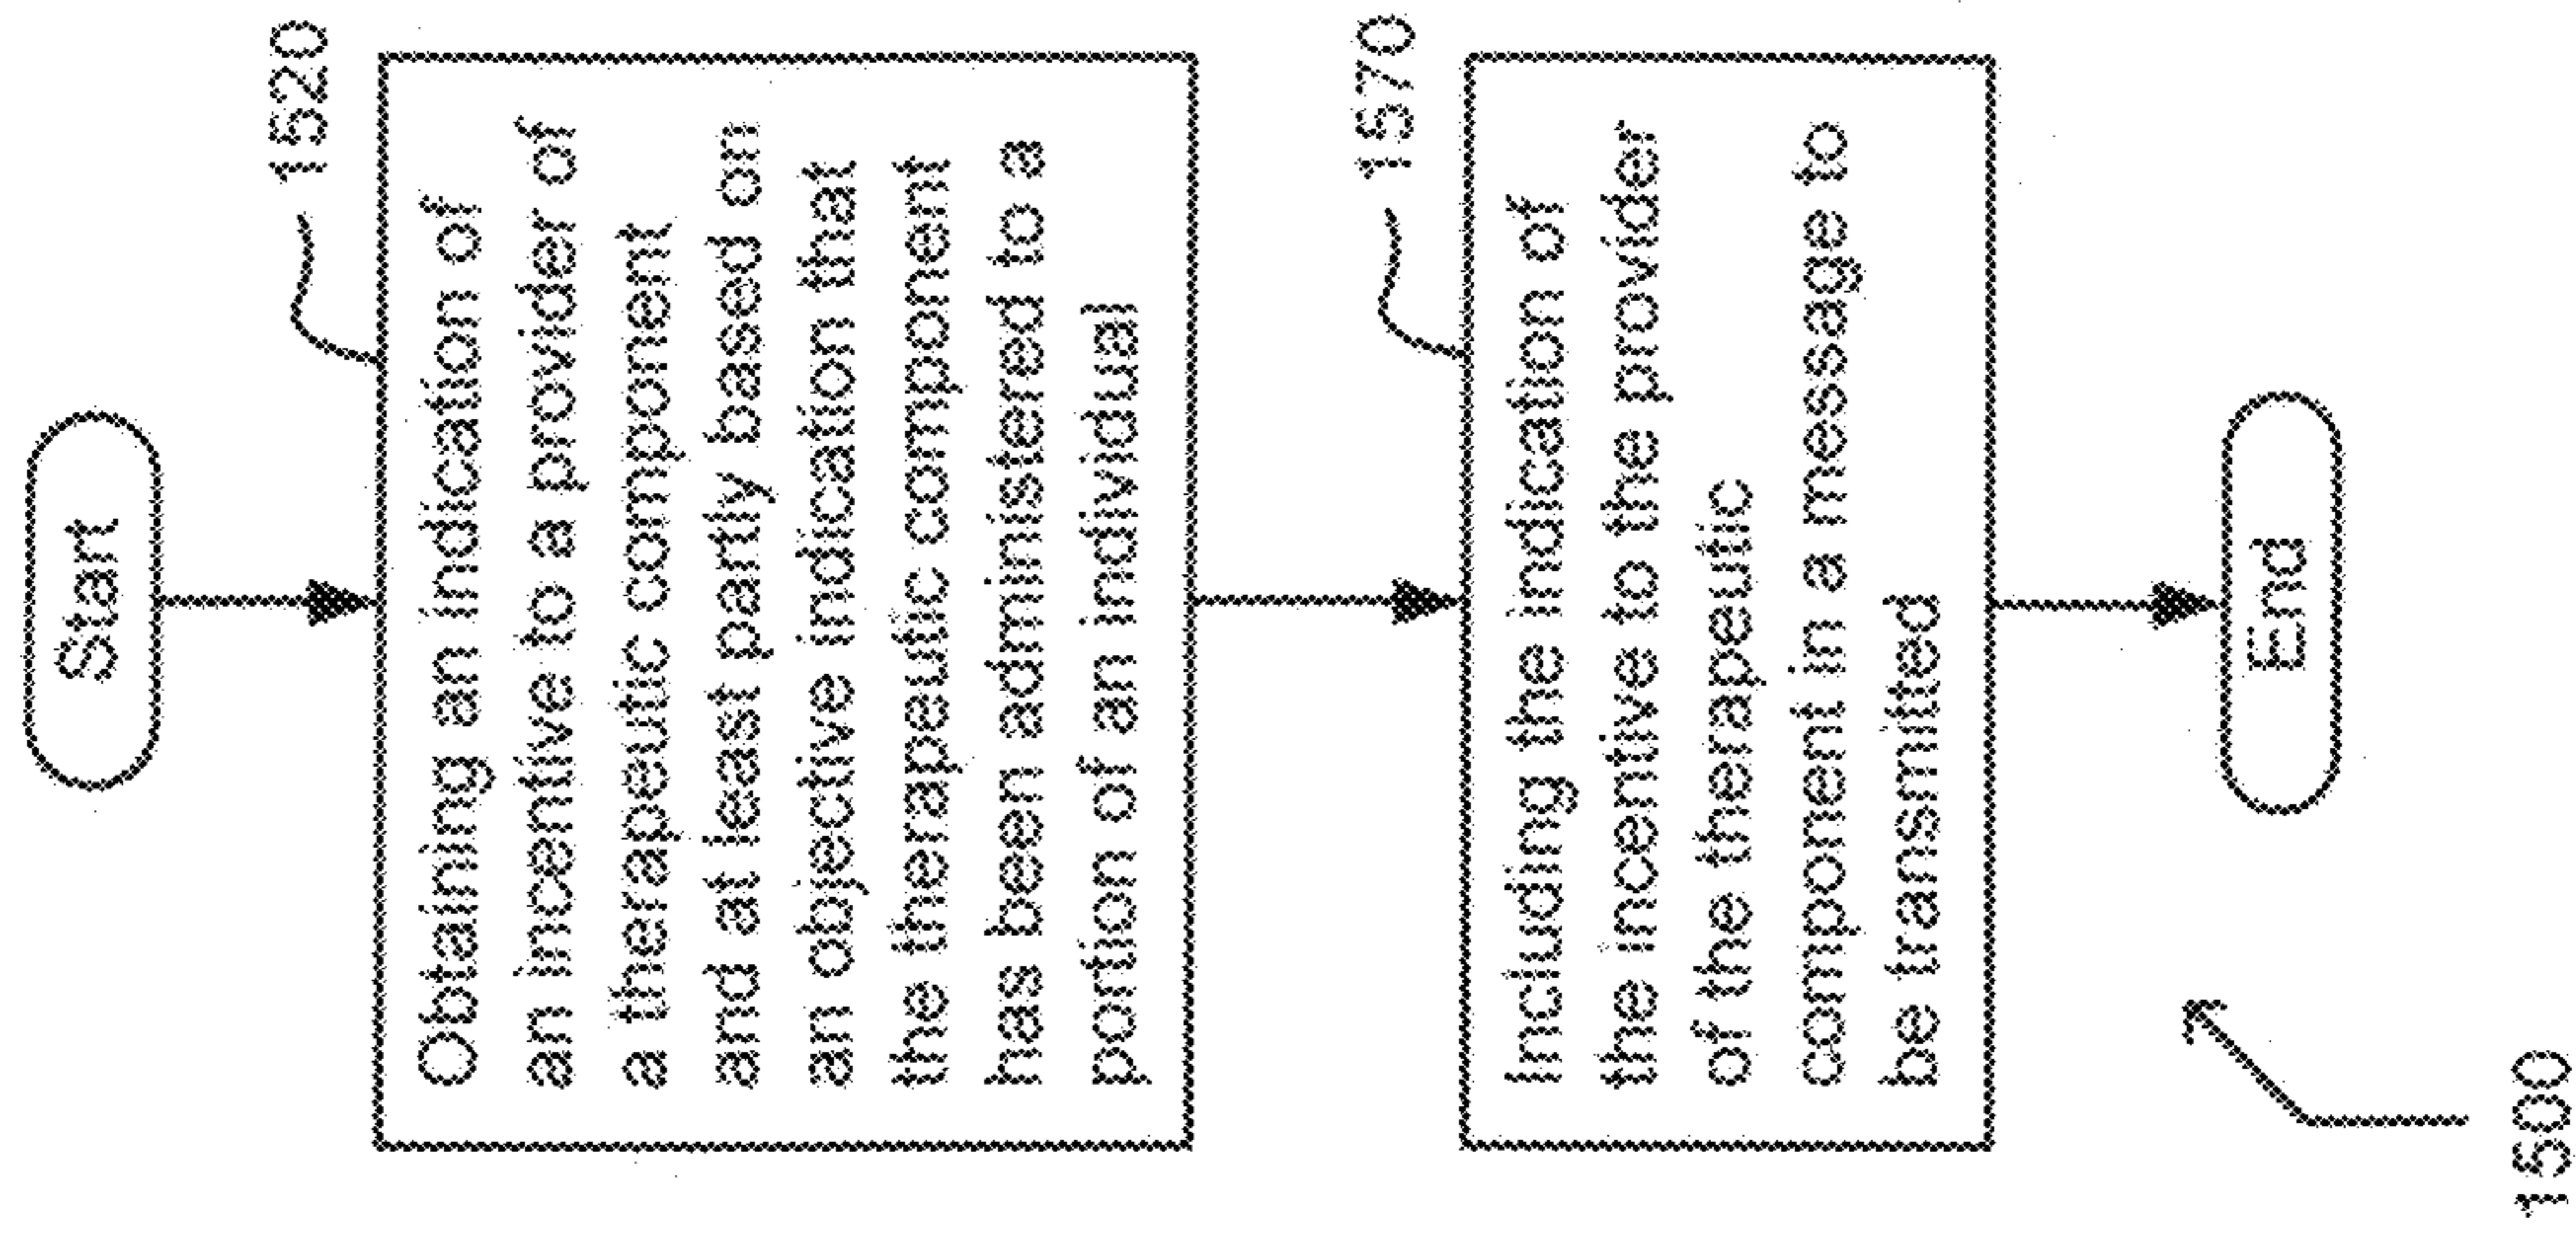 Start
1520
Obtaining an indication of
an incentive to a provider of
a therapeutic component
and at least partly based on
an objective indication that
the therapeutic component
has been administered to a
portion of an individual
1570
Including the indication of
the incentive to the provider
of the therapeutic
component in a message to
be transmitted
End
1500